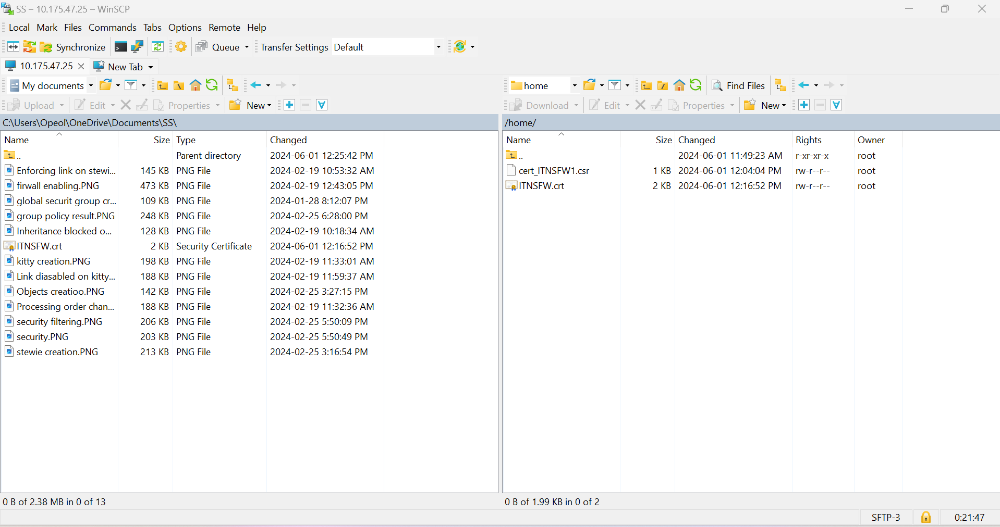 SS – 10.175.47.25 – WinSCP
Local Mark Files Commands Tabs Options Remote Help
Synchronize Queue Transfer Settings Default
10.175.47.25 New Tab
My documents home Find Files
Upload Edit Properties New Download Edit Properties New
C:\Users\Opeol\OneDrive\Documents\SS\ /home/
Name Size Type Changed Name Size Changed Rights Owner
.. Parent directory 2024-06-01 12:25:42 PM .. 2024-06-01 11:49:23 AM r-xr-xr-x root
Enforcing link on stewi... 145 KB PNG File 2024-02-19 10:53:32 AM cert_ITNSFW1.csr 1 KB 2024-06-01 12:04:04 PM rw-r--r-- root
firwall enabling.PNG 473 KB PNG File 2024-02-19 12:43:05 PM ITNSFW.crt 2 KB 2024-06-01 12:16:52 PM rw-r--r-- root
global securit group cr... 109 KB PNG File 2024-01-28 8:12:07 PM
group policy result.PNG 248 KB PNG File 2024-02-25 6:28:00 PM
Inheritance blocked o... 128 KB PNG File 2024-02-19 10:18:34 AM
ITNSFW.crt 2 KB Security Certificate 2024-06-01 12:16:52 PM
kitty creation.PNG 198 KB PNG File 2024-02-19 11:33:01 AM
Link diasabled on kitty... 188 KB PNG File 2024-02-19 11:59:37 AM
Objects creatioo.PNG 142 KB PNG File 2024-02-25 3:27:15 PM
Processing order chan... 188 KB PNG File 2024-02-19 11:32:36 AM
security filtering.PNG 206 KB PNG File 2024-02-25 5:50:09 PM
security.PNG 203 KB PNG File 2024-02-25 5:50:49 PM
stewie creation.PNG 213 KB PNG File 2024-02-25 3:16:54 PM
0 B of 2.38 MB in 0 of 13 0 B of 1.99 KB in 0 of 2
SFTP-3 0:21:47